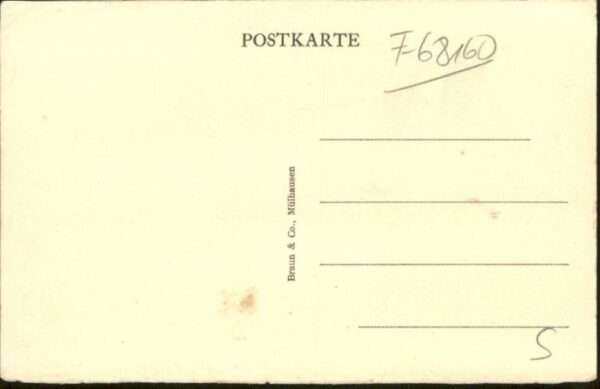 POSTKARTE
F-68160
Braun & Co., Mülhausen
S